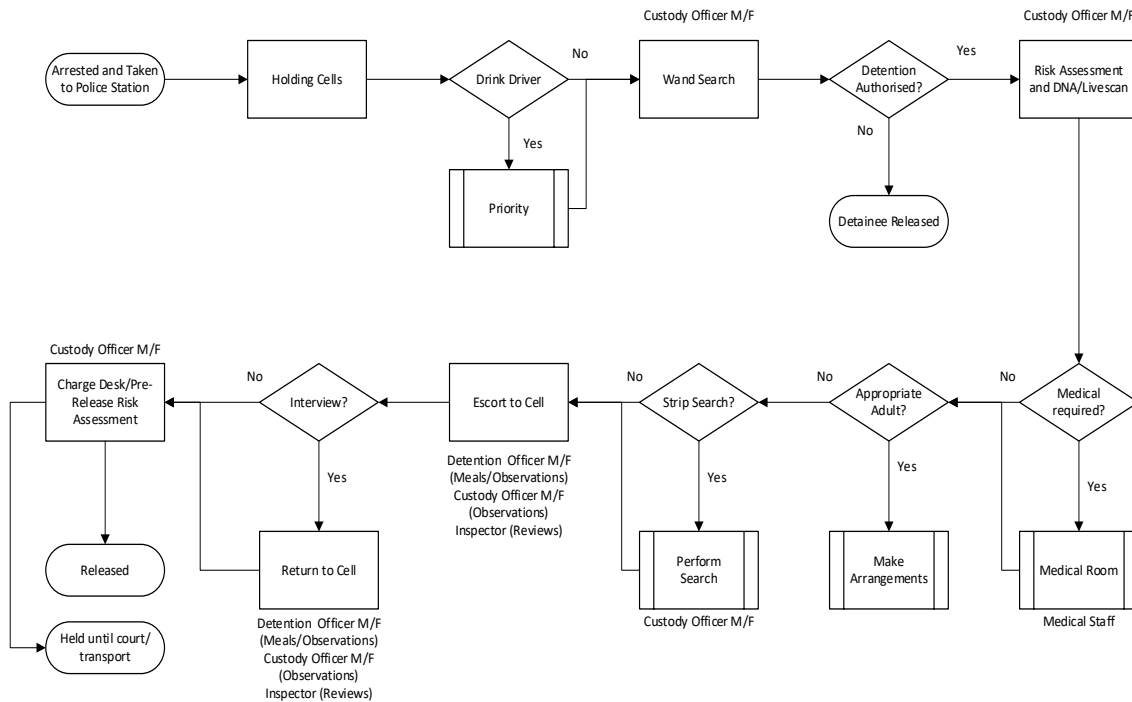 Custody Officer M/F
Custody Officer M/F
Arrested and Taken
to Police Station
Holding Cells
Drink Driver
No
Wand Search
Detention
Authorised?
Yes
Risk Assessment
and DNA/Livescan
Yes
No
Priority
Detainee Released
Custody Officer M/F
Charge Desk/Pre-
Release Risk
Assessment
No
Interview?
Escort to Cell
No
Strip Search?
No
Appropriate
Adult?
No
Medical
required?
Detention Officer M/F
(Meals/Observations)
Custody Officer M/F
(Observations)
Inspector (Reviews)
Yes
Yes
Yes
Yes
Released
Return to Cell
Perform
Search
Make
Arrangements
Medical Room
Custody Officer M/F
Medical Staff
Held until court/
transport
Detention Officer M/F
(Meals/Observations)
Custody Officer M/F
(Observations)
Inspector (Reviews)